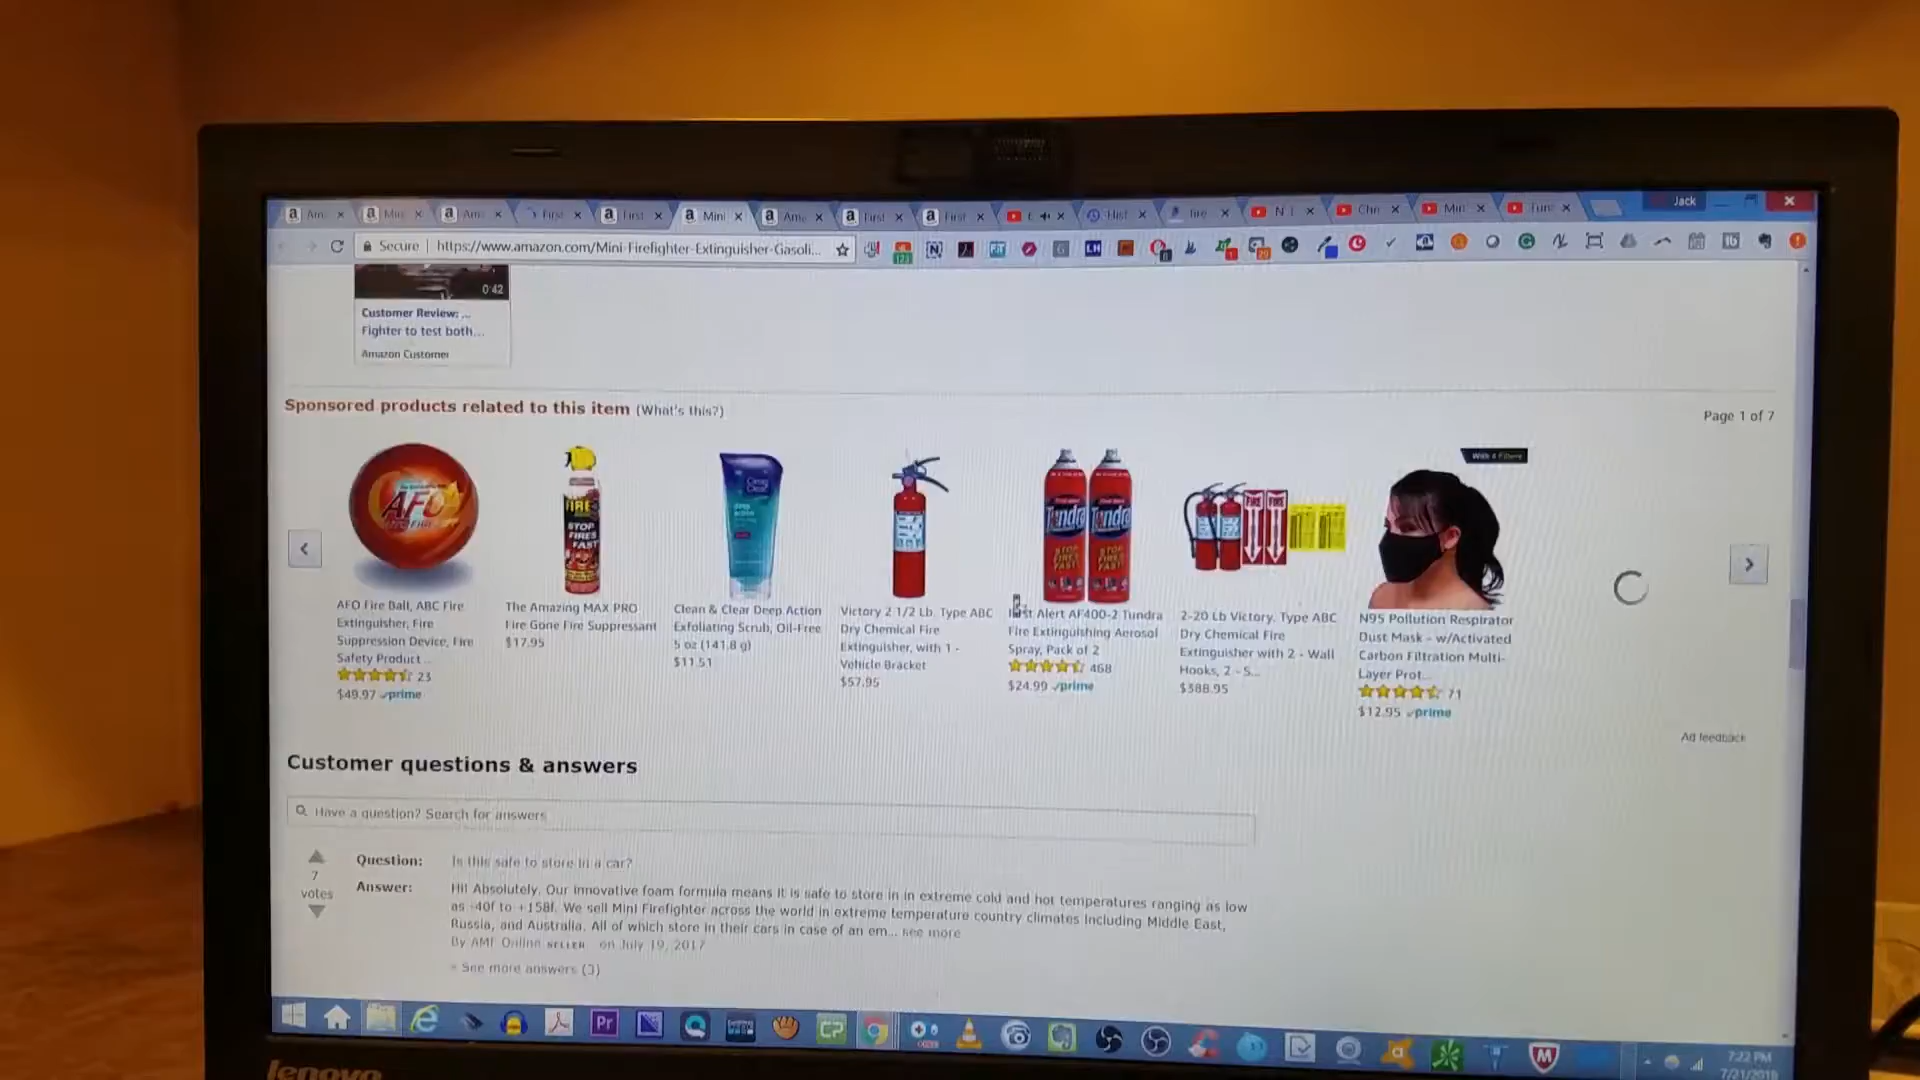 Jack
Secure
https://www.amazon.com/Mini-Firefighter-Extinguisher-Gasoli...
0:42
Customer Review: ...
Fighter to test both...
Amazon Customer
Sponsored products related to this item (What's this?)
Page 1 of 7
AFO Fire Ball, ABC Fire
Extinguisher, Fire
Suppression Device, Fire
Safety Product...
23
$49.97 prime
The Amazing MAX PRO
Fire Gone Fire Suppressant
$17.95
Clean & Clear Deep Action
Exfoliating Scrub, Oil-Free
5 oz (141.8 g)
$11.51
Victory 2 1/2 Lb. Type ABC
Dry Chemical Fire
Extinguisher, with 1 -
Vehicle Bracket
$57.95
First Alert AF400-2 Tundra
Fire Extinguishing Aerosol
Spray, Pack of 2
468
$24.99 prime
2-20 Lb Victory. Type ABC
Dry Chemical Fire
Extinguisher with 2 - Wall
Hooks, 2 - S...
$388.95
N95 Pollution Respirator
Dust Mask - w/Activated
Carbon Filtration Multi-
Layer Prot...
71
$12.95 prime
Ad feedback
Customer questions & answers
Have a question? Search for answers
7
votes
Question: Is this safe to store in a car?
Answer: Hi! Absolutely. Our innovative foam formula means it is safe to store in in extreme cold and hot temperatures ranging as low
as -40f to +158f. We sell Mini Firefighter across the world in extreme temperature country climates including Middle East,
Russia, and Australia. All of which store in their cars in case of an em... see more
By AMF Online SELLER on July 19, 2017
See more answers (3)
7:22 PM
lenovo